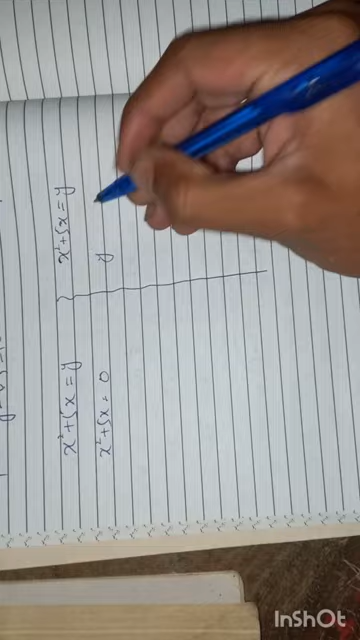 x² + 5x = y
x² + 5x = 0
x² + 5x = y
y
InShOt